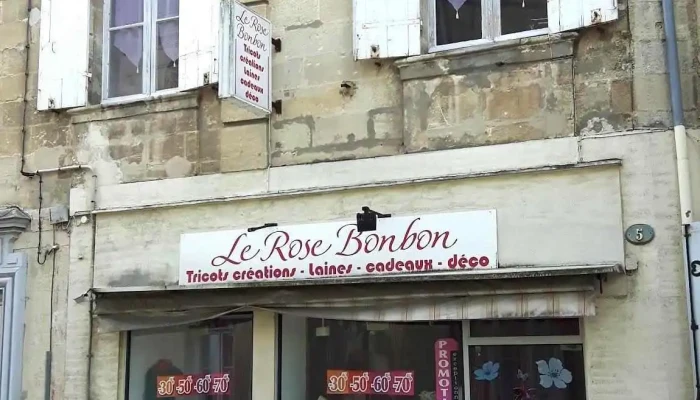 Le Rose
Bonbon
Tricots
créations
Laines
cadeaux
déco
Le Rose Bonbon
Tricots créations - Laines - cadeaux - déco
5
30 -50 -60 -70
30 -50 -60 -70
PROMOT